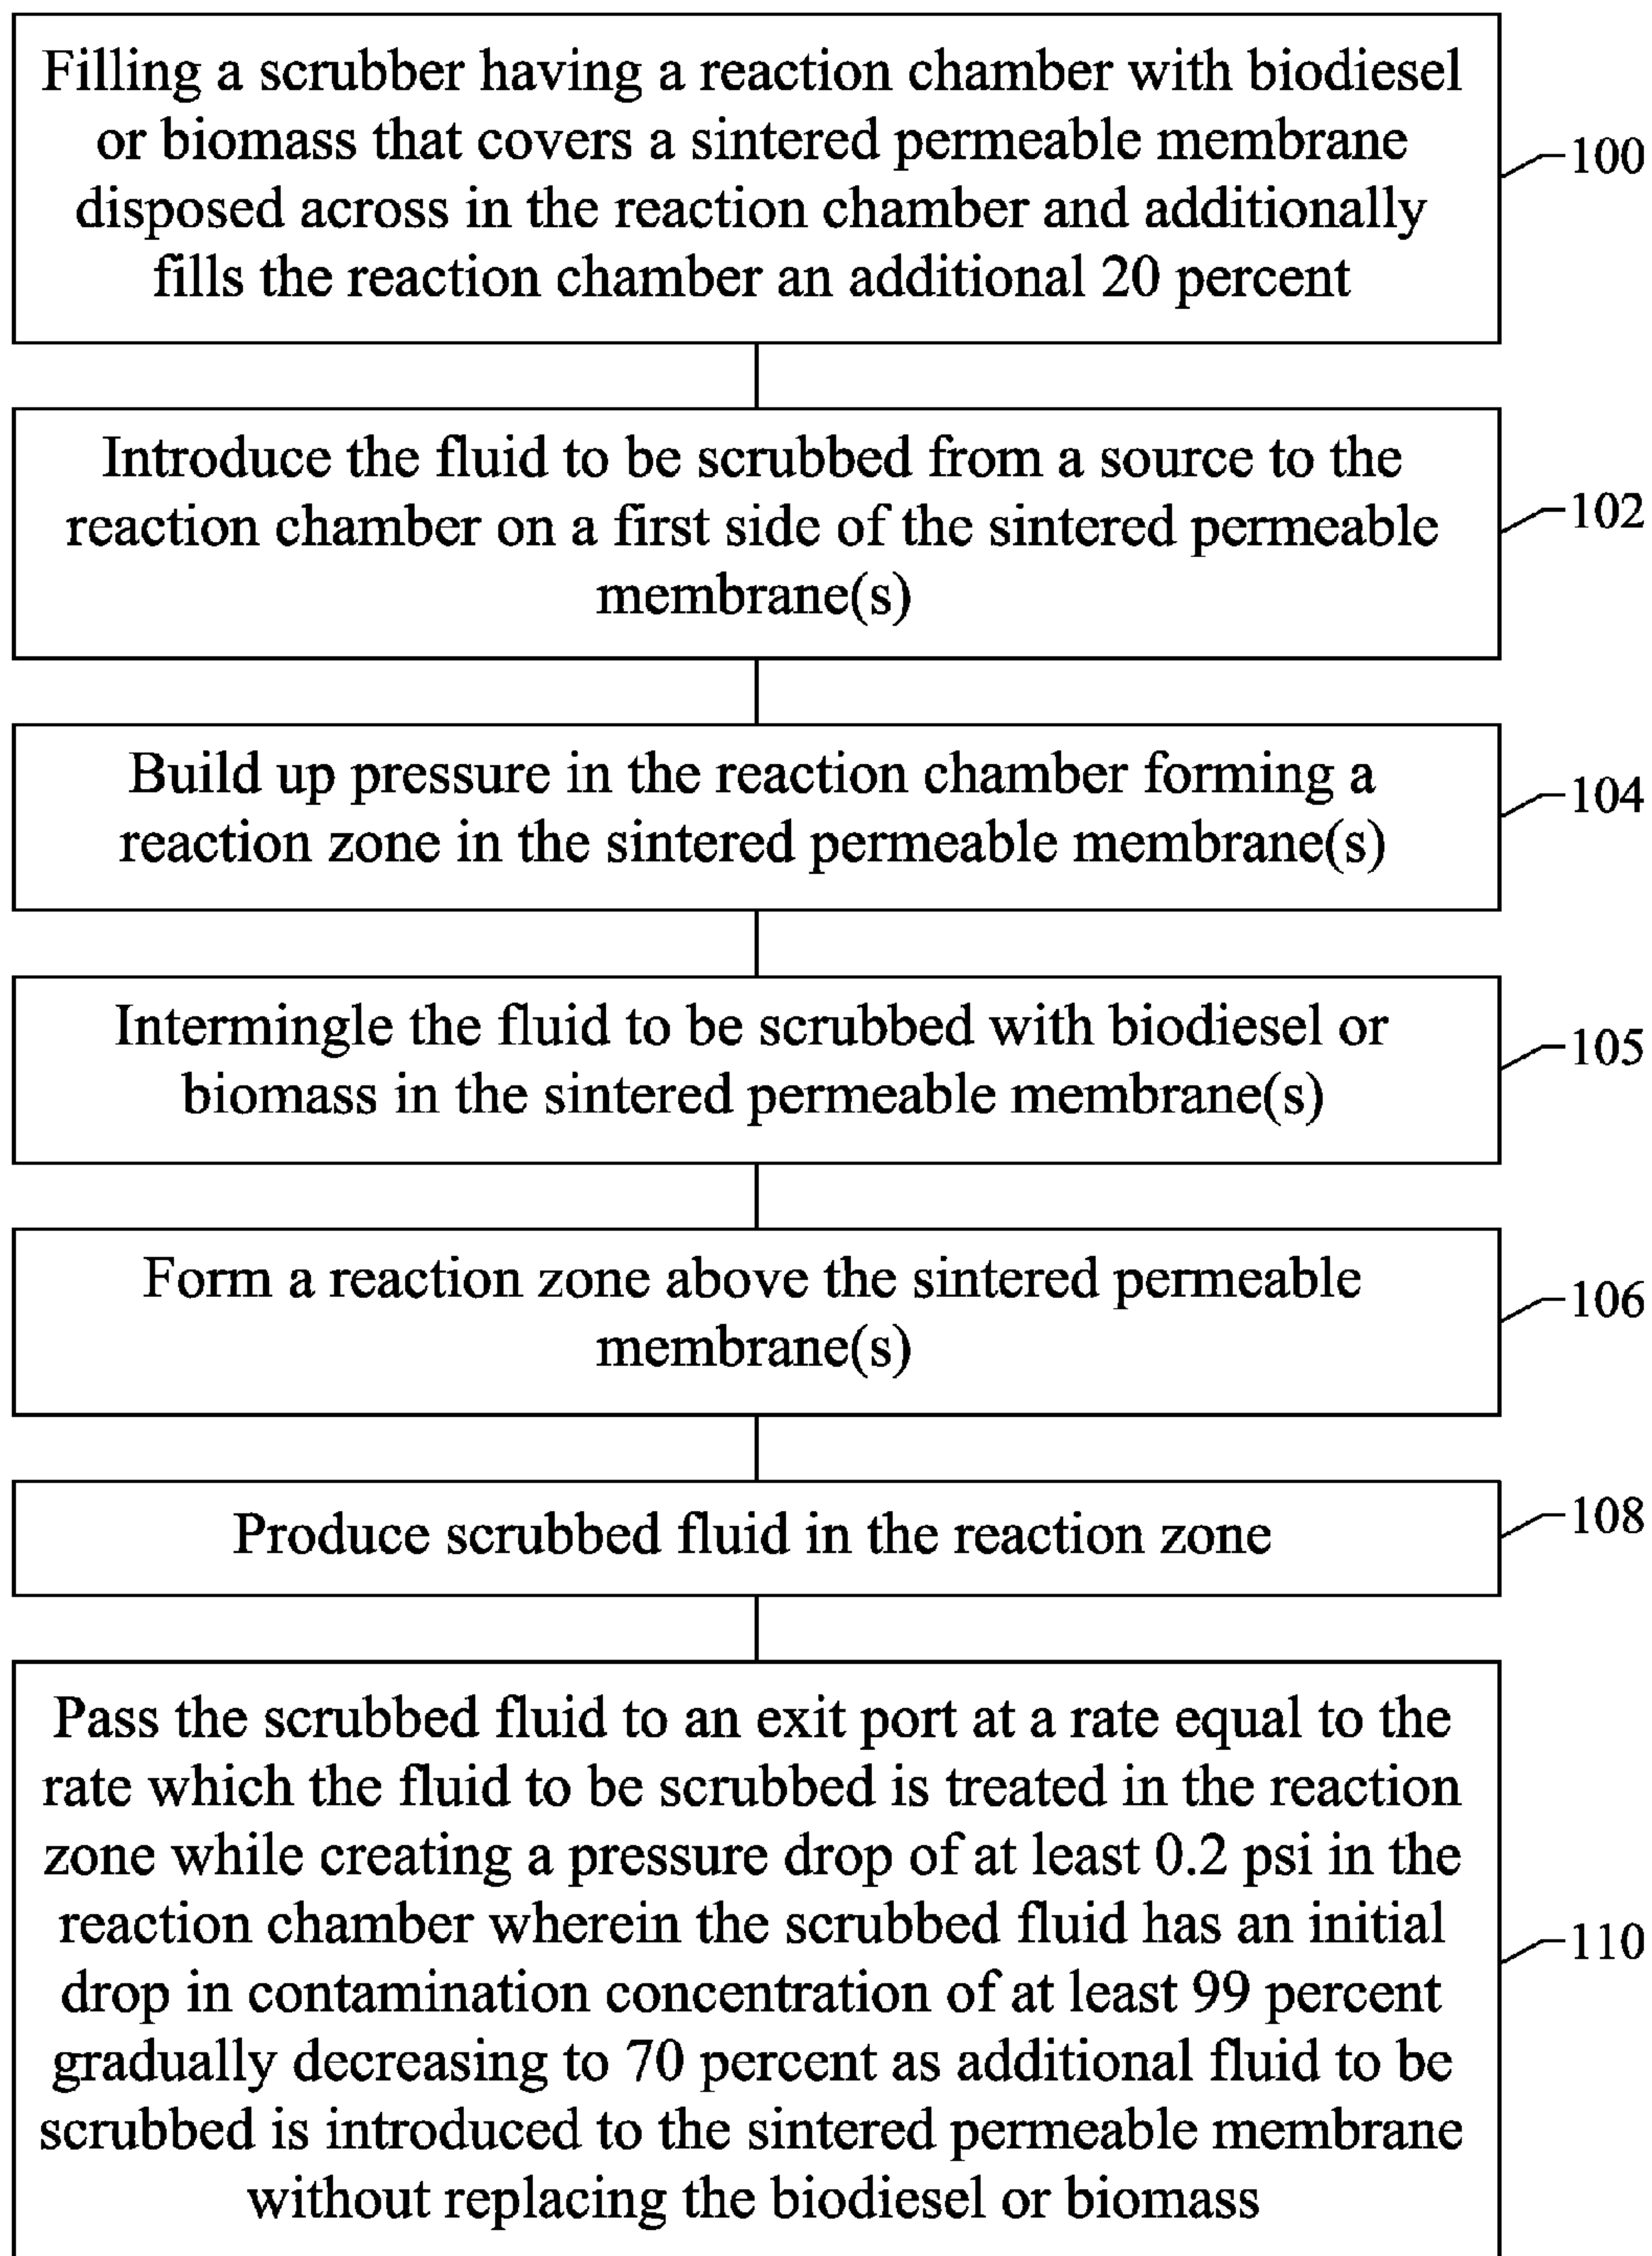 Filling a scrubber having a reaction chamber with biodiesel
or biomass that covers a sintered permeable membrane
disposed across in the reaction chamber and additionally
fills the reaction chamber an additional 20 percent
100
Introduce the fluid to be scrubbed from a source to the
reaction chamber on a first side of the sintered permeable
membrane(s)
102
Build up pressure in the reaction chamber forming a
reaction zone in the sintered permeable membrane(s)
104
Intermingle the fluid to be scrubbed with biodiesel or
biomass in the sintered permeable membrane(s)
105
Form a reaction zone above the sintered permeable
membrane(s)
106
Produce scrubbed fluid in the reaction zone
108
Pass the scrubbed fluid to an exit port at a rate equal to the
rate which the fluid to be scrubbed is treated in the reaction
zone while creating a pressure drop of at least 0.2 psi in the
reaction chamber wherein the scrubbed fluid has an initial
drop in contamination concentration of at least 99 percent
gradually decreasing to 70 percent as additional fluid to be
scrubbed is introduced to the sintered permeable membrane
without replacing the biodiesel or biomass
110